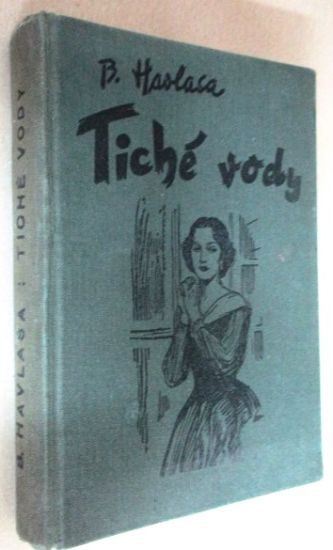 B. Havlasa
Tiché vody
B. HAVLASA : TICHÉ VODY